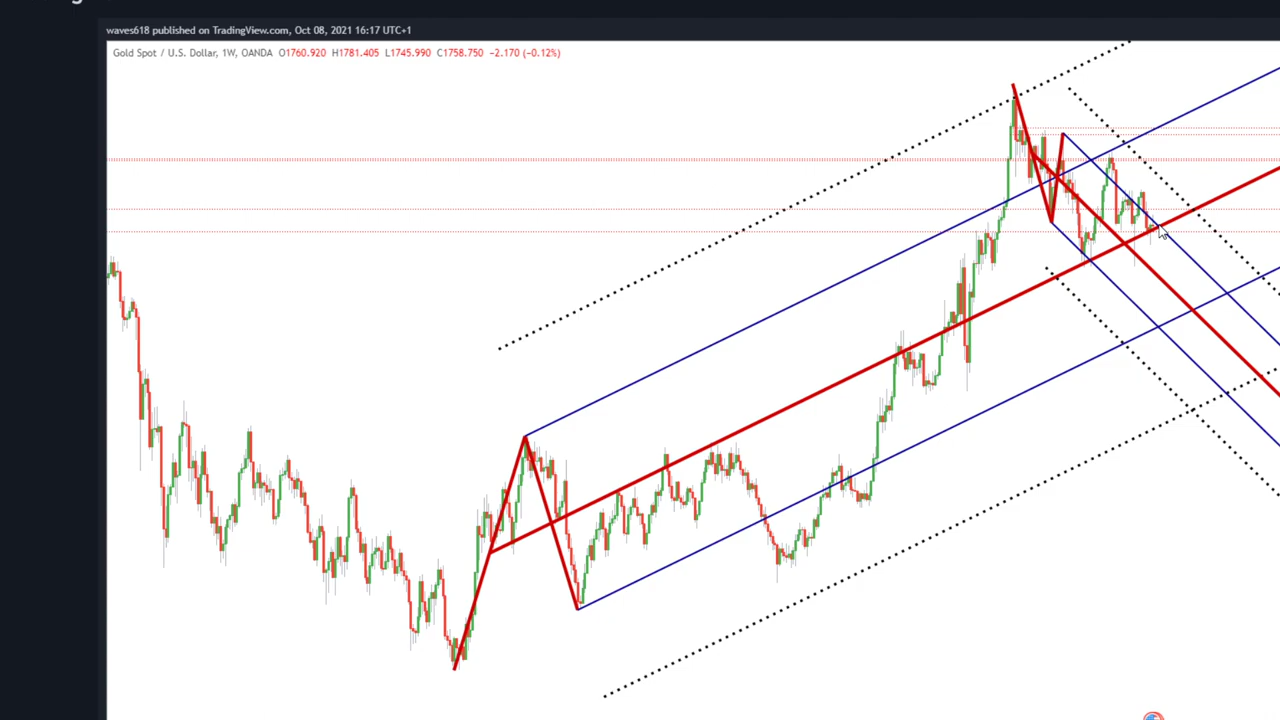 waves618 published on TradingView.com, Oct 08, 2021 16:17 UTC+1
Gold Spot / U.S. Dollar, 1W, OANDA O1760.920 H1781.405 L1745.990 C1758.750 −2.170 (−0.12%)